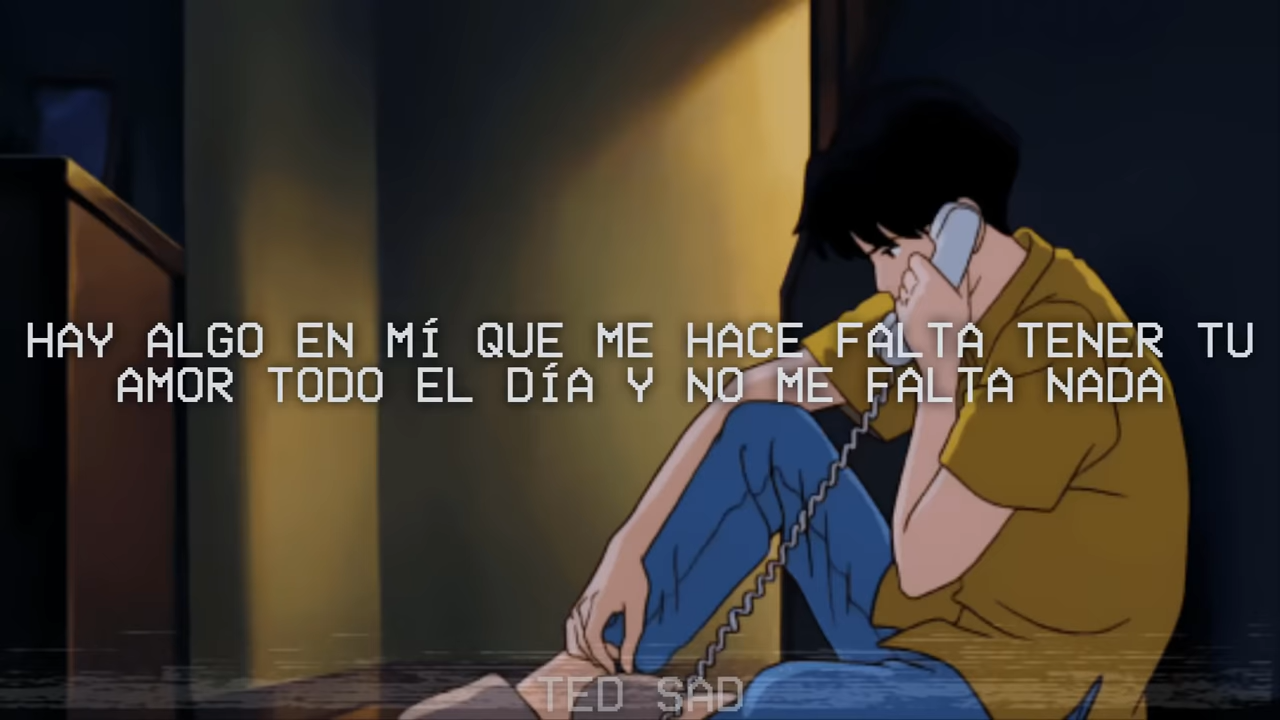 HAY ALGO EN Mí QUE ME HACE FALTA TENER TU
AMOR TODO EL DíA Y NO ME FALTA NADA
TED SAD